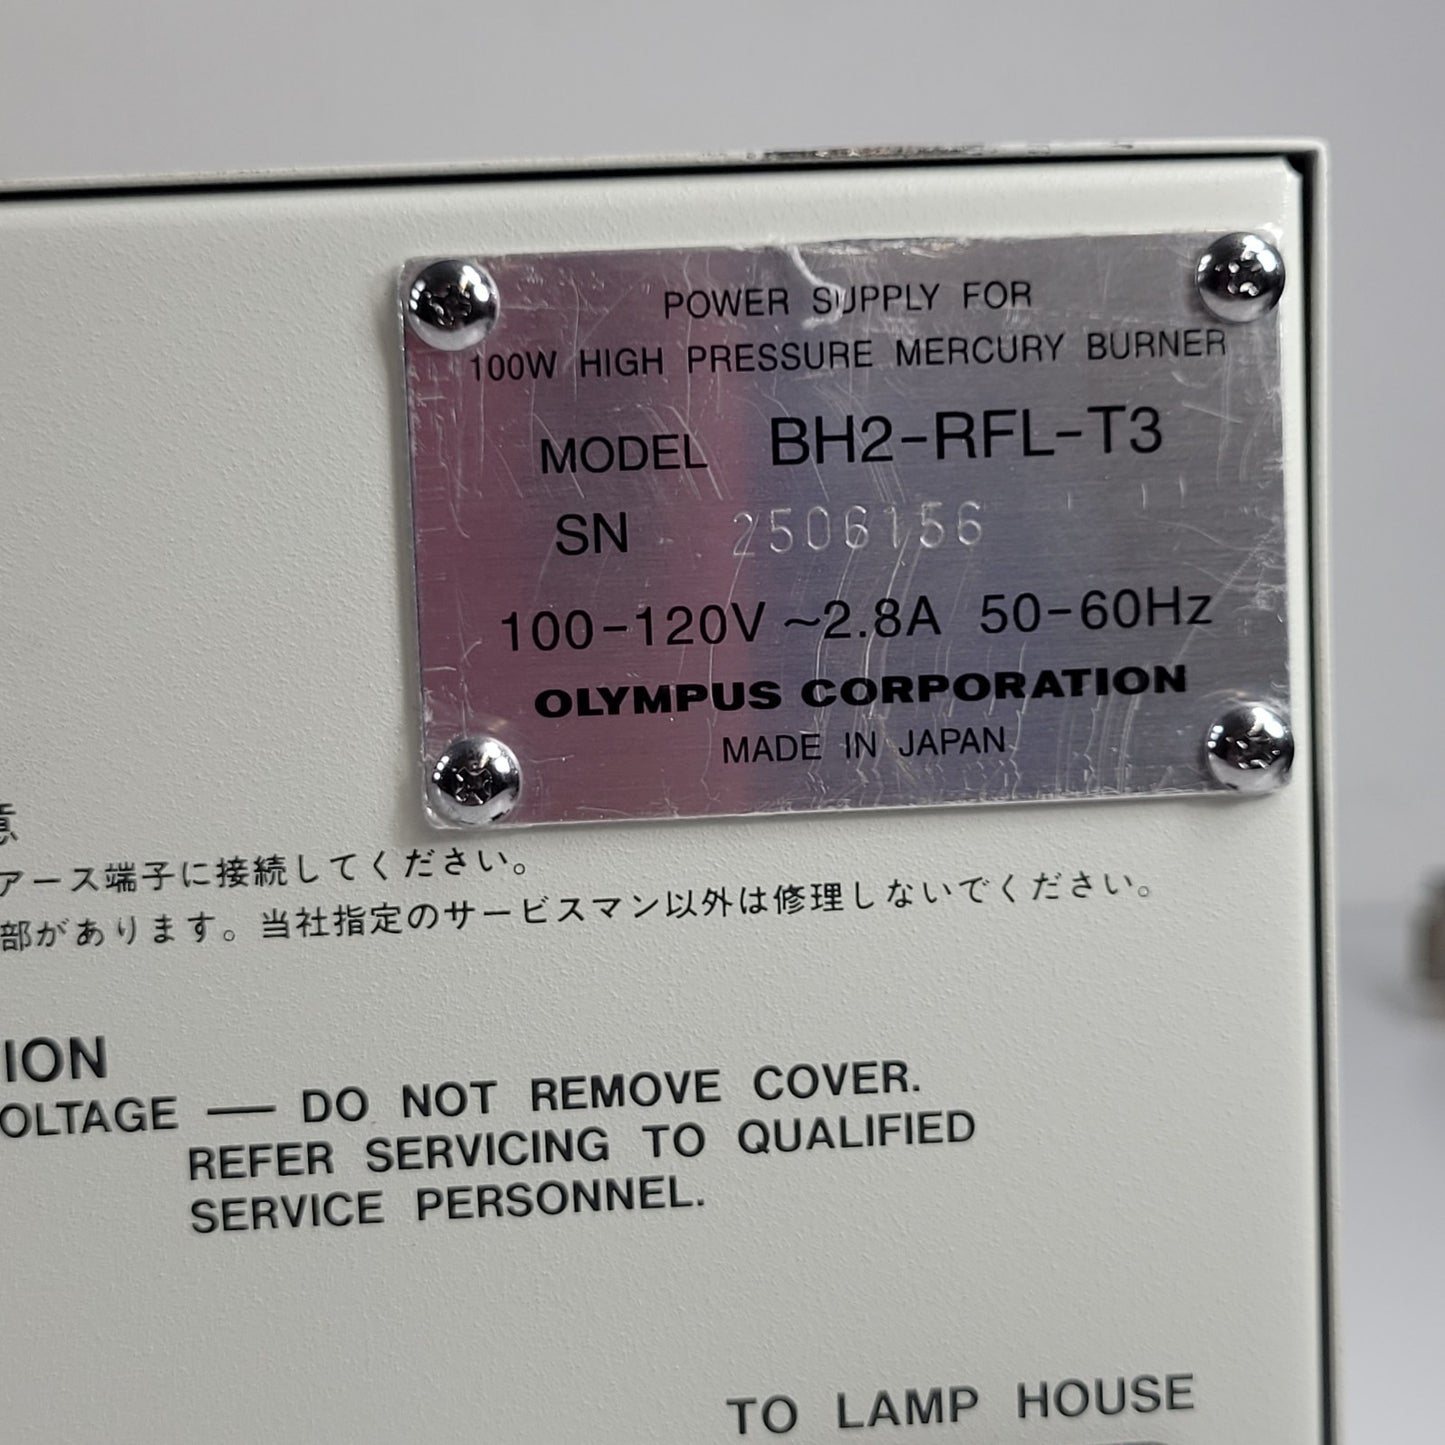 POWER SUPPLY FOR
100W HIGH PRESSURE MERCURY BURNER
MODEL BH2-RFL-T3
SN 2506156
100-120V ~2.8A 50-60Hz
OLYMPUS CORPORATION
MADE IN JAPAN
意
アース端子に接続してください。
部があります。当社指定のサービスマン以外は修理しないでください。
ION
OLTAGE — DO NOT REMOVE COVER.
REFER SERVICING TO QUALIFIED
SERVICE PERSONNEL.
TO LAMP HOUSE